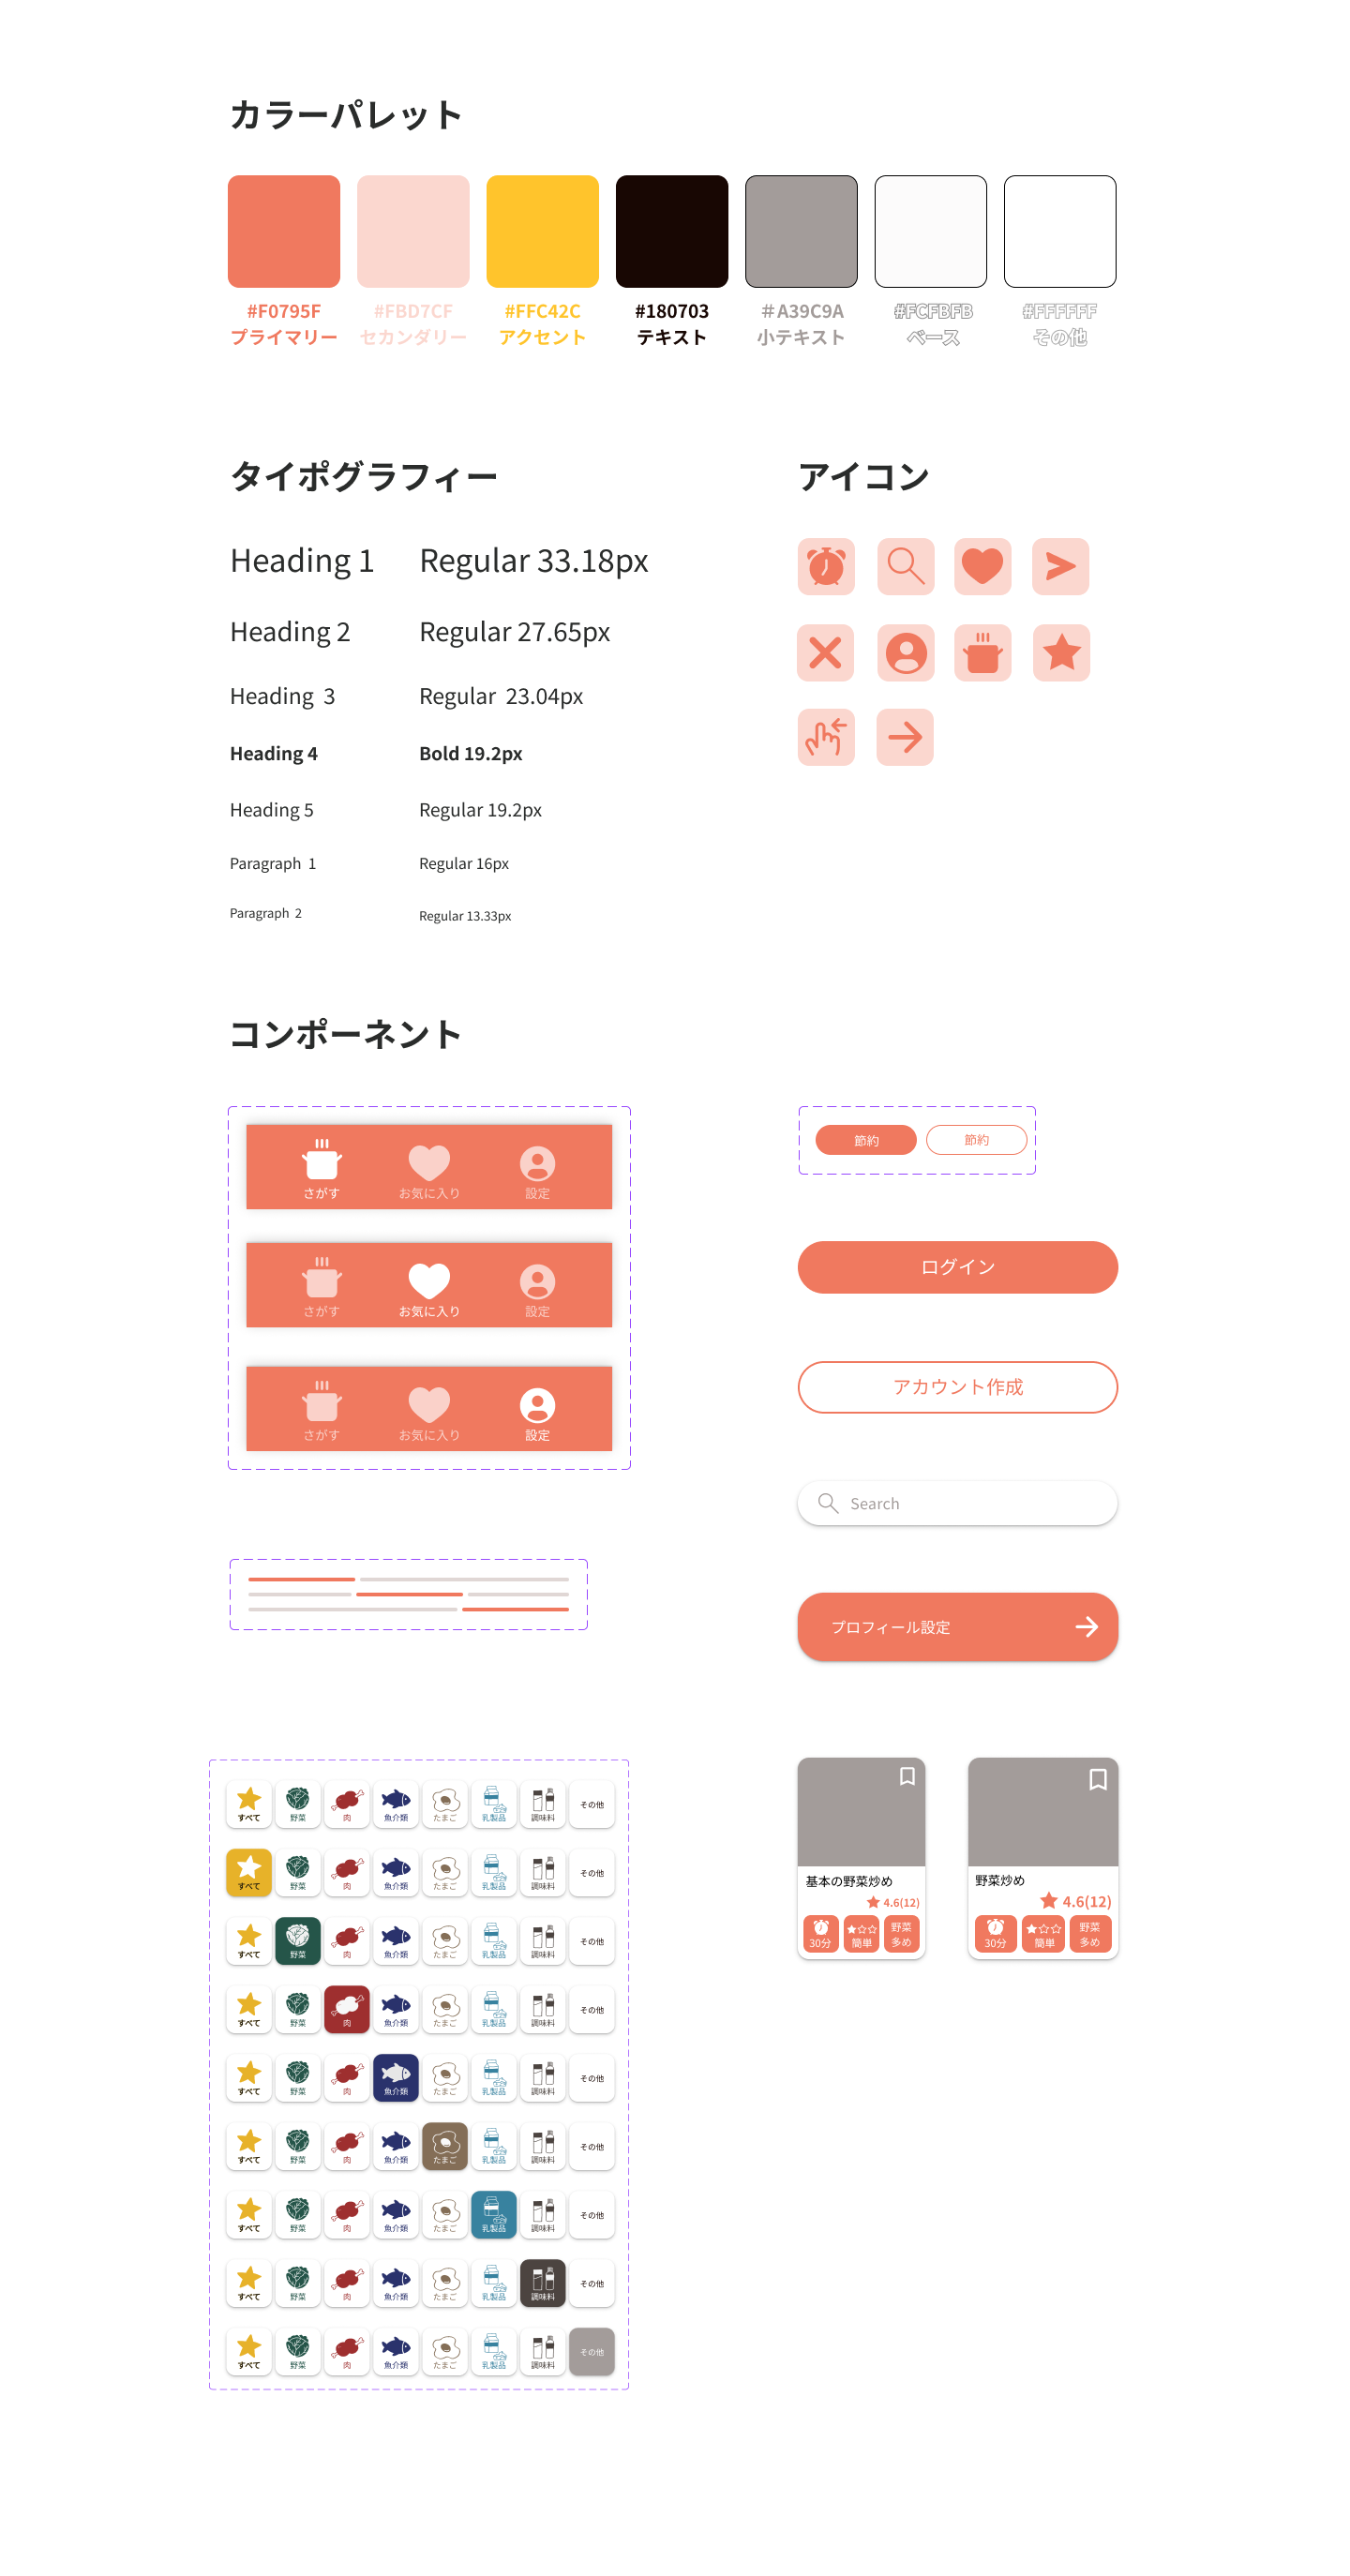 カラーパレット
#F0795F
プライマリー
#FBD7CF
セカンダリー
#FFC42C
アクセント
#180703
テキスト
＃A39C9A
小テキスト
#FCFBFB
ベース
#FFFFFF
その他
タイポグラフィー
Heading 1 Regular 33.18px
Heading 2 Regular 27.65px
Heading 3 Regular 23.04px
Heading 4 Bold 19.2px
Heading 5 Regular 19.2px
Paragraph 1 Regular 16px
Paragraph 2 Regular 13.33px
アイコン
コンポーネント
さがす お気に入り 設定
さがす お気に入り 設定
さがす お気に入り 設定
節約 節約
ログイン
アカウント作成
Search
プロフィール設定
すべて 野菜 肉 魚介類 たまご 乳製品 調味料 その他
すべて 野菜 肉 魚介類 たまご 乳製品 調味料 その他
すべて 野菜 肉 魚介類 たまご 乳製品 調味料 その他
すべて 野菜 肉 魚介類 たまご 乳製品 調味料 その他
すべて 野菜 肉 魚介類 たまご 乳製品 調味料 その他
すべて 野菜 肉 魚介類 たまご 乳製品 調味料 その他
すべて 野菜 肉 魚介類 たまご 乳製品 調味料 その他
すべて 野菜 肉 魚介類 たまご 乳製品 調味料 その他
すべて 野菜 肉 魚介類 たまご 乳製品 調味料 その他
基本の野菜炒め
4.6(12)
30分
簡単
野菜
多め
野菜炒め
4.6(12)
30分
簡単
野菜
多め